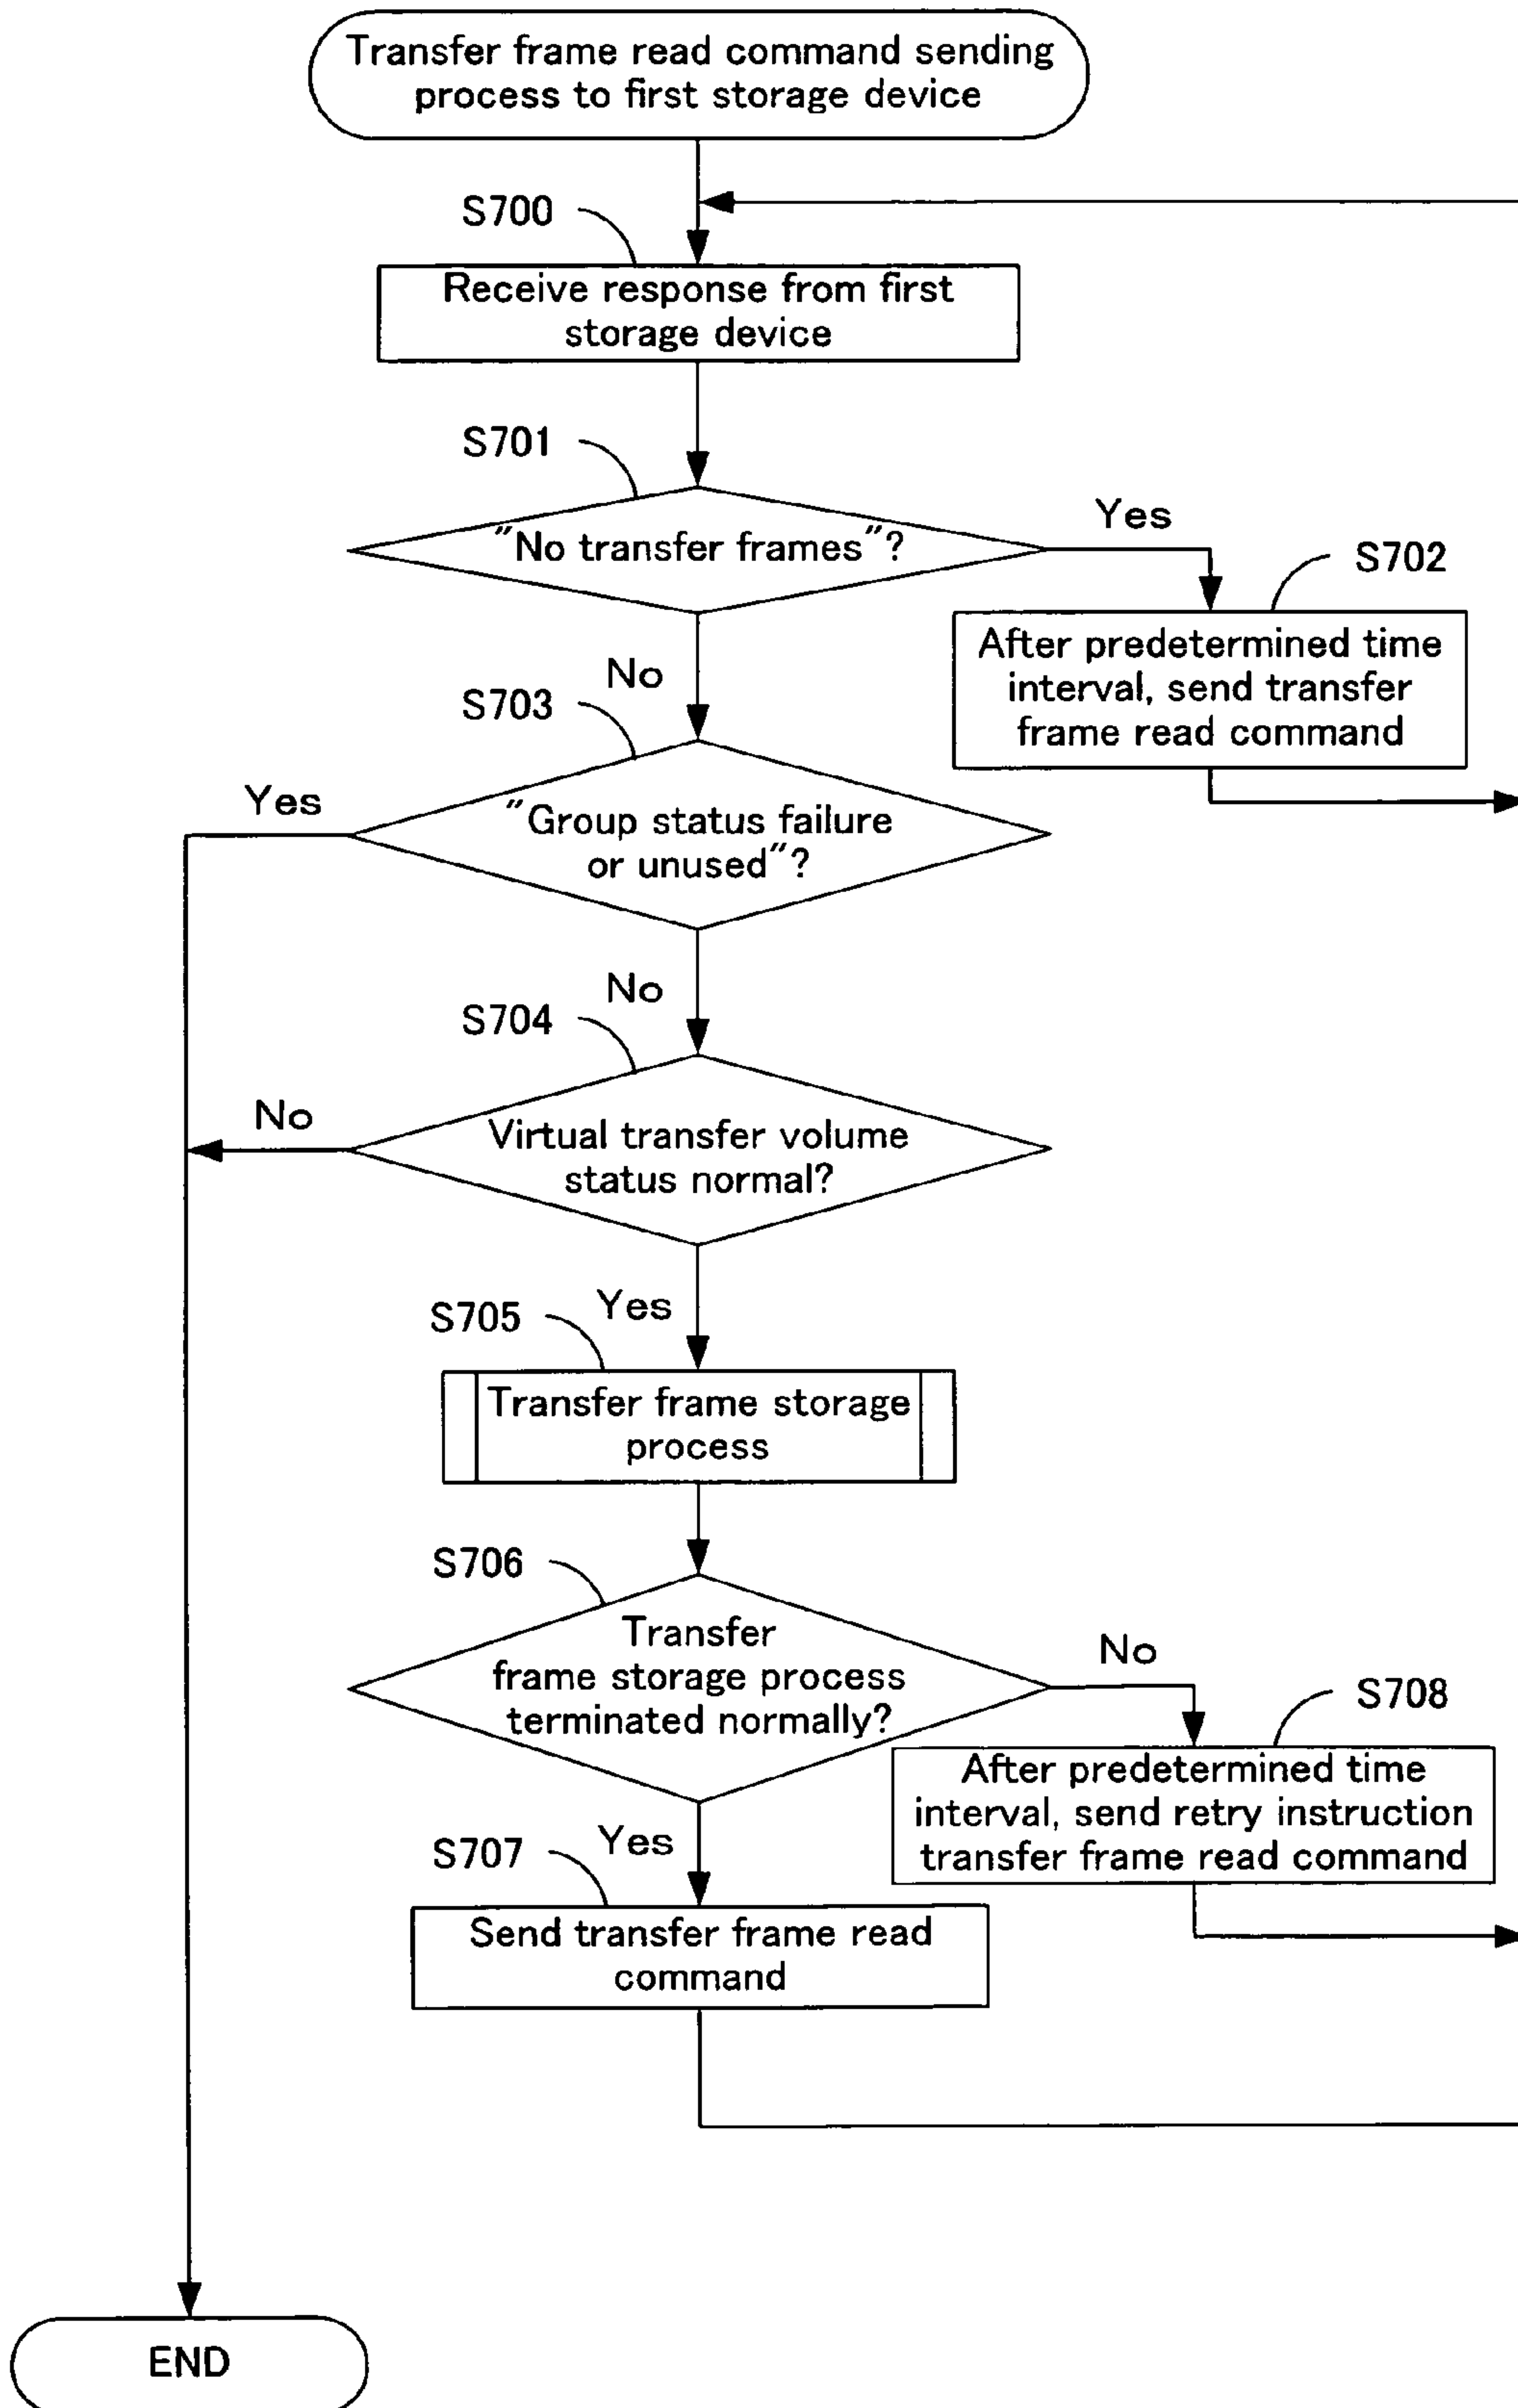 Transfer frame read command sending
process to first storage device
S700
Receive response from first
storage device
S701
"No transfer frames"?
Yes
S702
After predetermined time
interval, send transfer
frame read command
No
S703
Yes
"Group status failure
or unused"?
No
S704
No
Virtual transfer volume
status normal?
Yes
S705
Transfer frame storage
process
S706
Transfer
frame storage process
terminated normally?
No
S708
After predetermined time
interval, send retry instruction
transfer frame read command
Yes
S707
Send transfer frame read
command
END